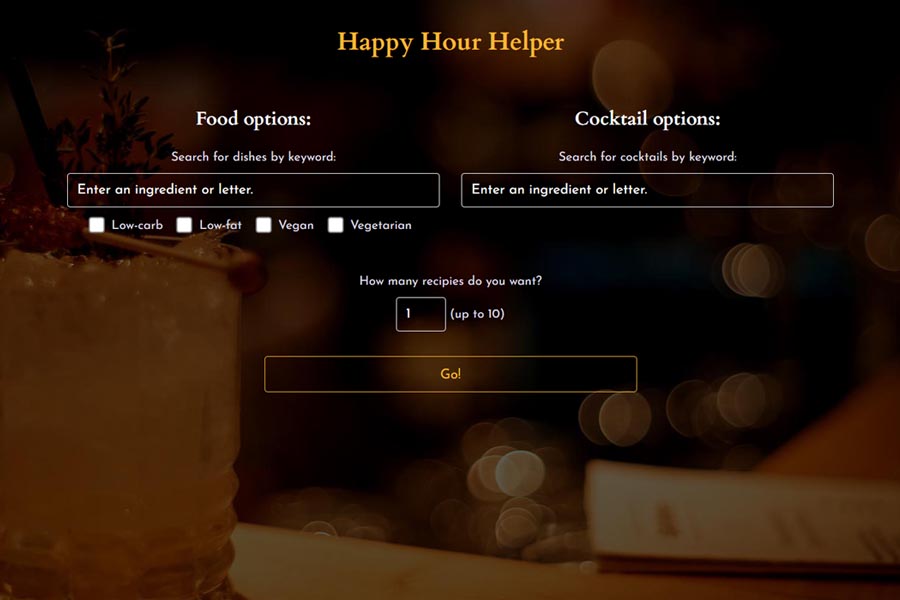 Happy Hour Helper
Food options:
Search for dishes by keyword:
Enter an ingredient or letter.
Low-carb Low-fat Vegan Vegetarian
Cocktail options:
Search for cocktails by keyword:
Enter an ingredient or letter.
How many recipies do you want?
1 (up to 10)
Go!